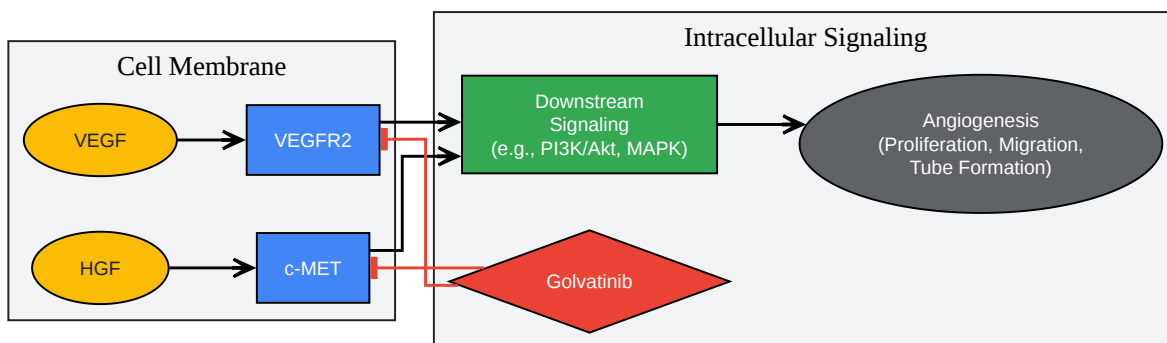 Cell Membrane
VEGF
VEGFR2
HGF
c-MET
Intracellular Signaling
Downstream
Signaling
(e.g., PI3K/Akt, MAPK)
Angiogenesis
(Proliferation, Migration,
Tube Formation)
Golvatinib